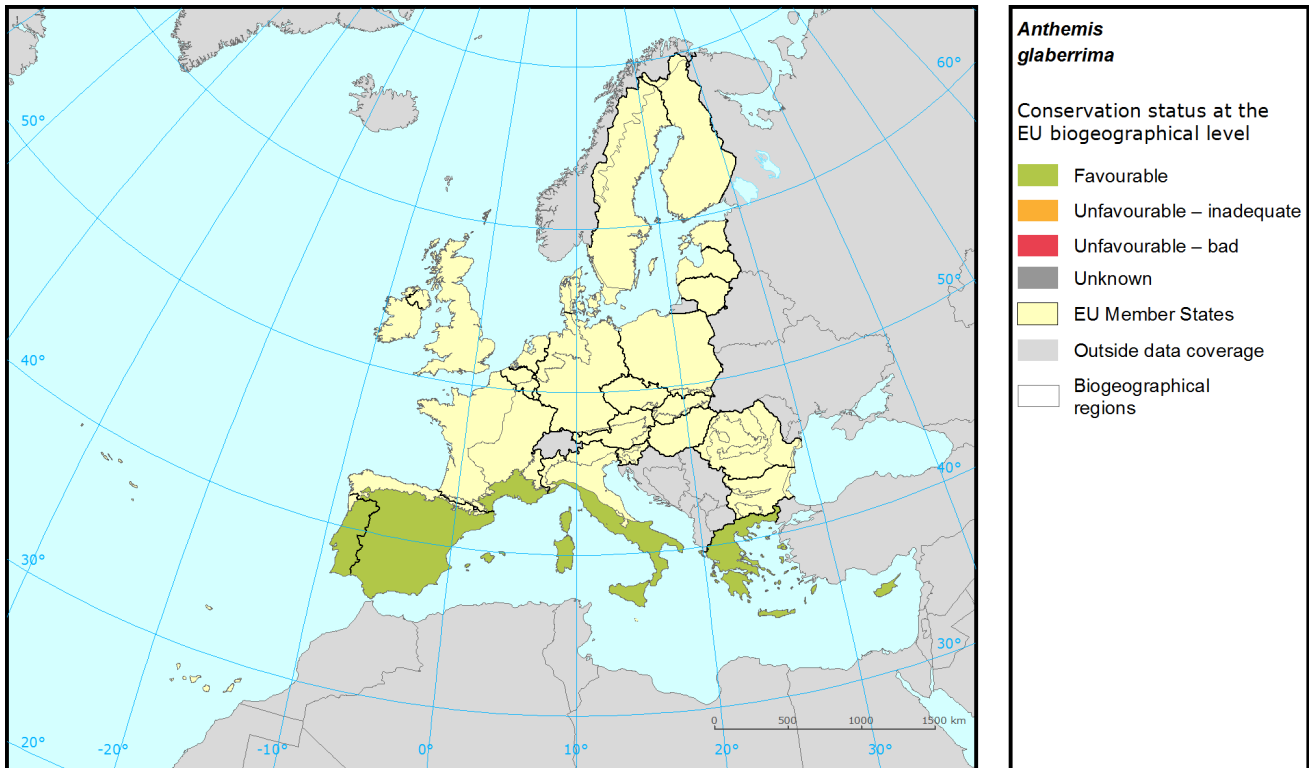 60°
50°
50°
40°
40°
30°
30°
20°
-20°
-10°
0°
10°
20°
30°
0 500 1000 1500 km
Anthemis
glaberrima
Conservation status at the
EU biogeographical level
Favourable
Unfavourable – inadequate
Unfavourable – bad
Unknown
EU Member States
Outside data coverage
Biogeographical
regions